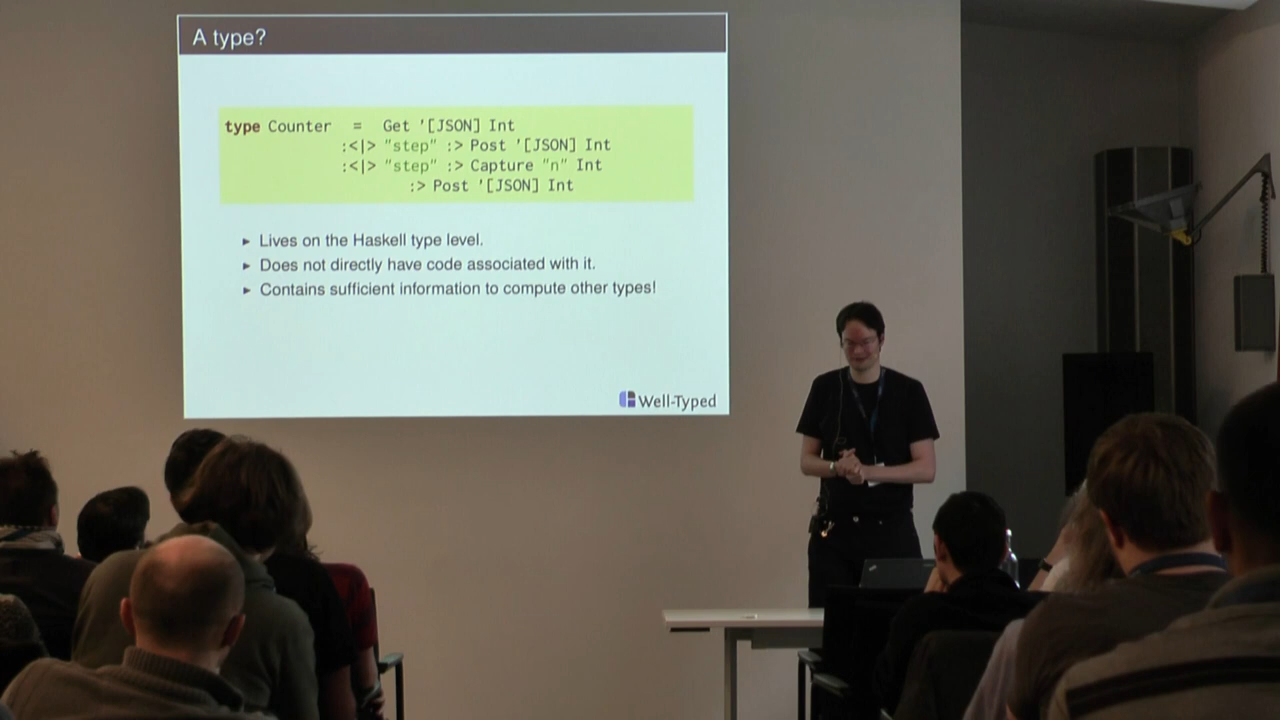 A type?
type Counter = Get '[JSON] Int
:<|> "step" :> Post '[JSON] Int
:<|> "step" :> Capture "n" Int
:> Post '[JSON] Int
► Lives on the Haskell type level.
► Does not directly have code associated with it.
► Contains sufficient information to compute other types!
Well-Typed